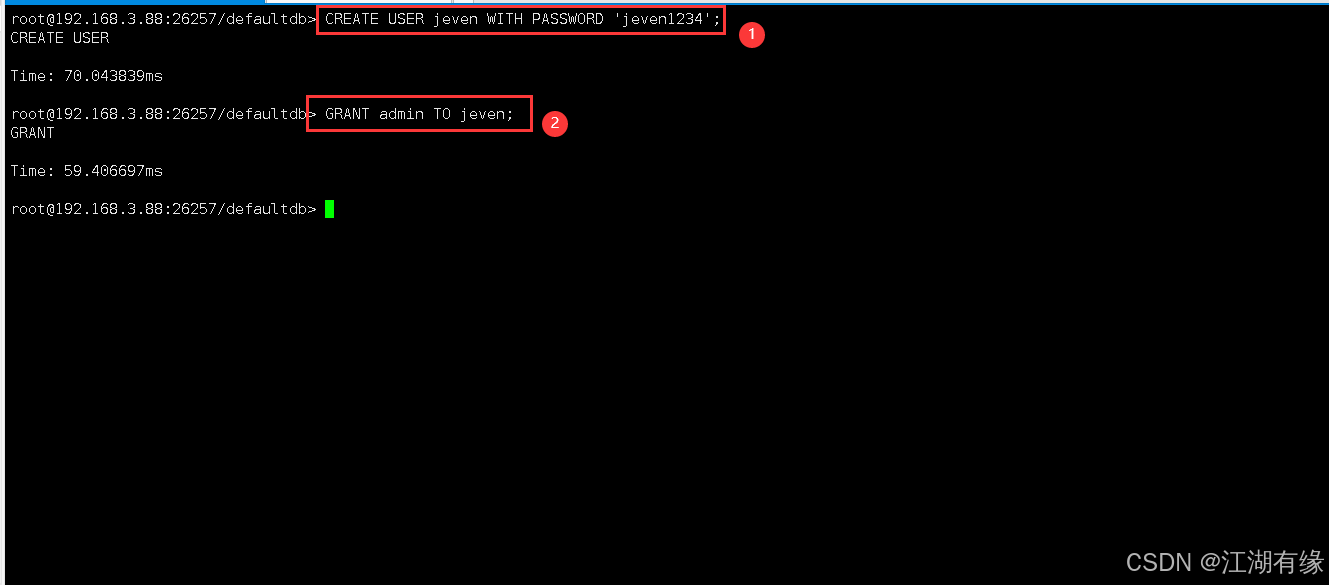 root@192.168.3.88:26257/defaultdb> CREATE USER jeven WITH PASSWORD 'jeven1234';
1
CREATE USER
Time: 70.043839ms
root@192.168.3.88:26257/defaultdb> GRANT admin TO jeven;
2
GRANT
Time: 59.406697ms
root@192.168.3.88:26257/defaultdb>
CSDN @江湖有缘